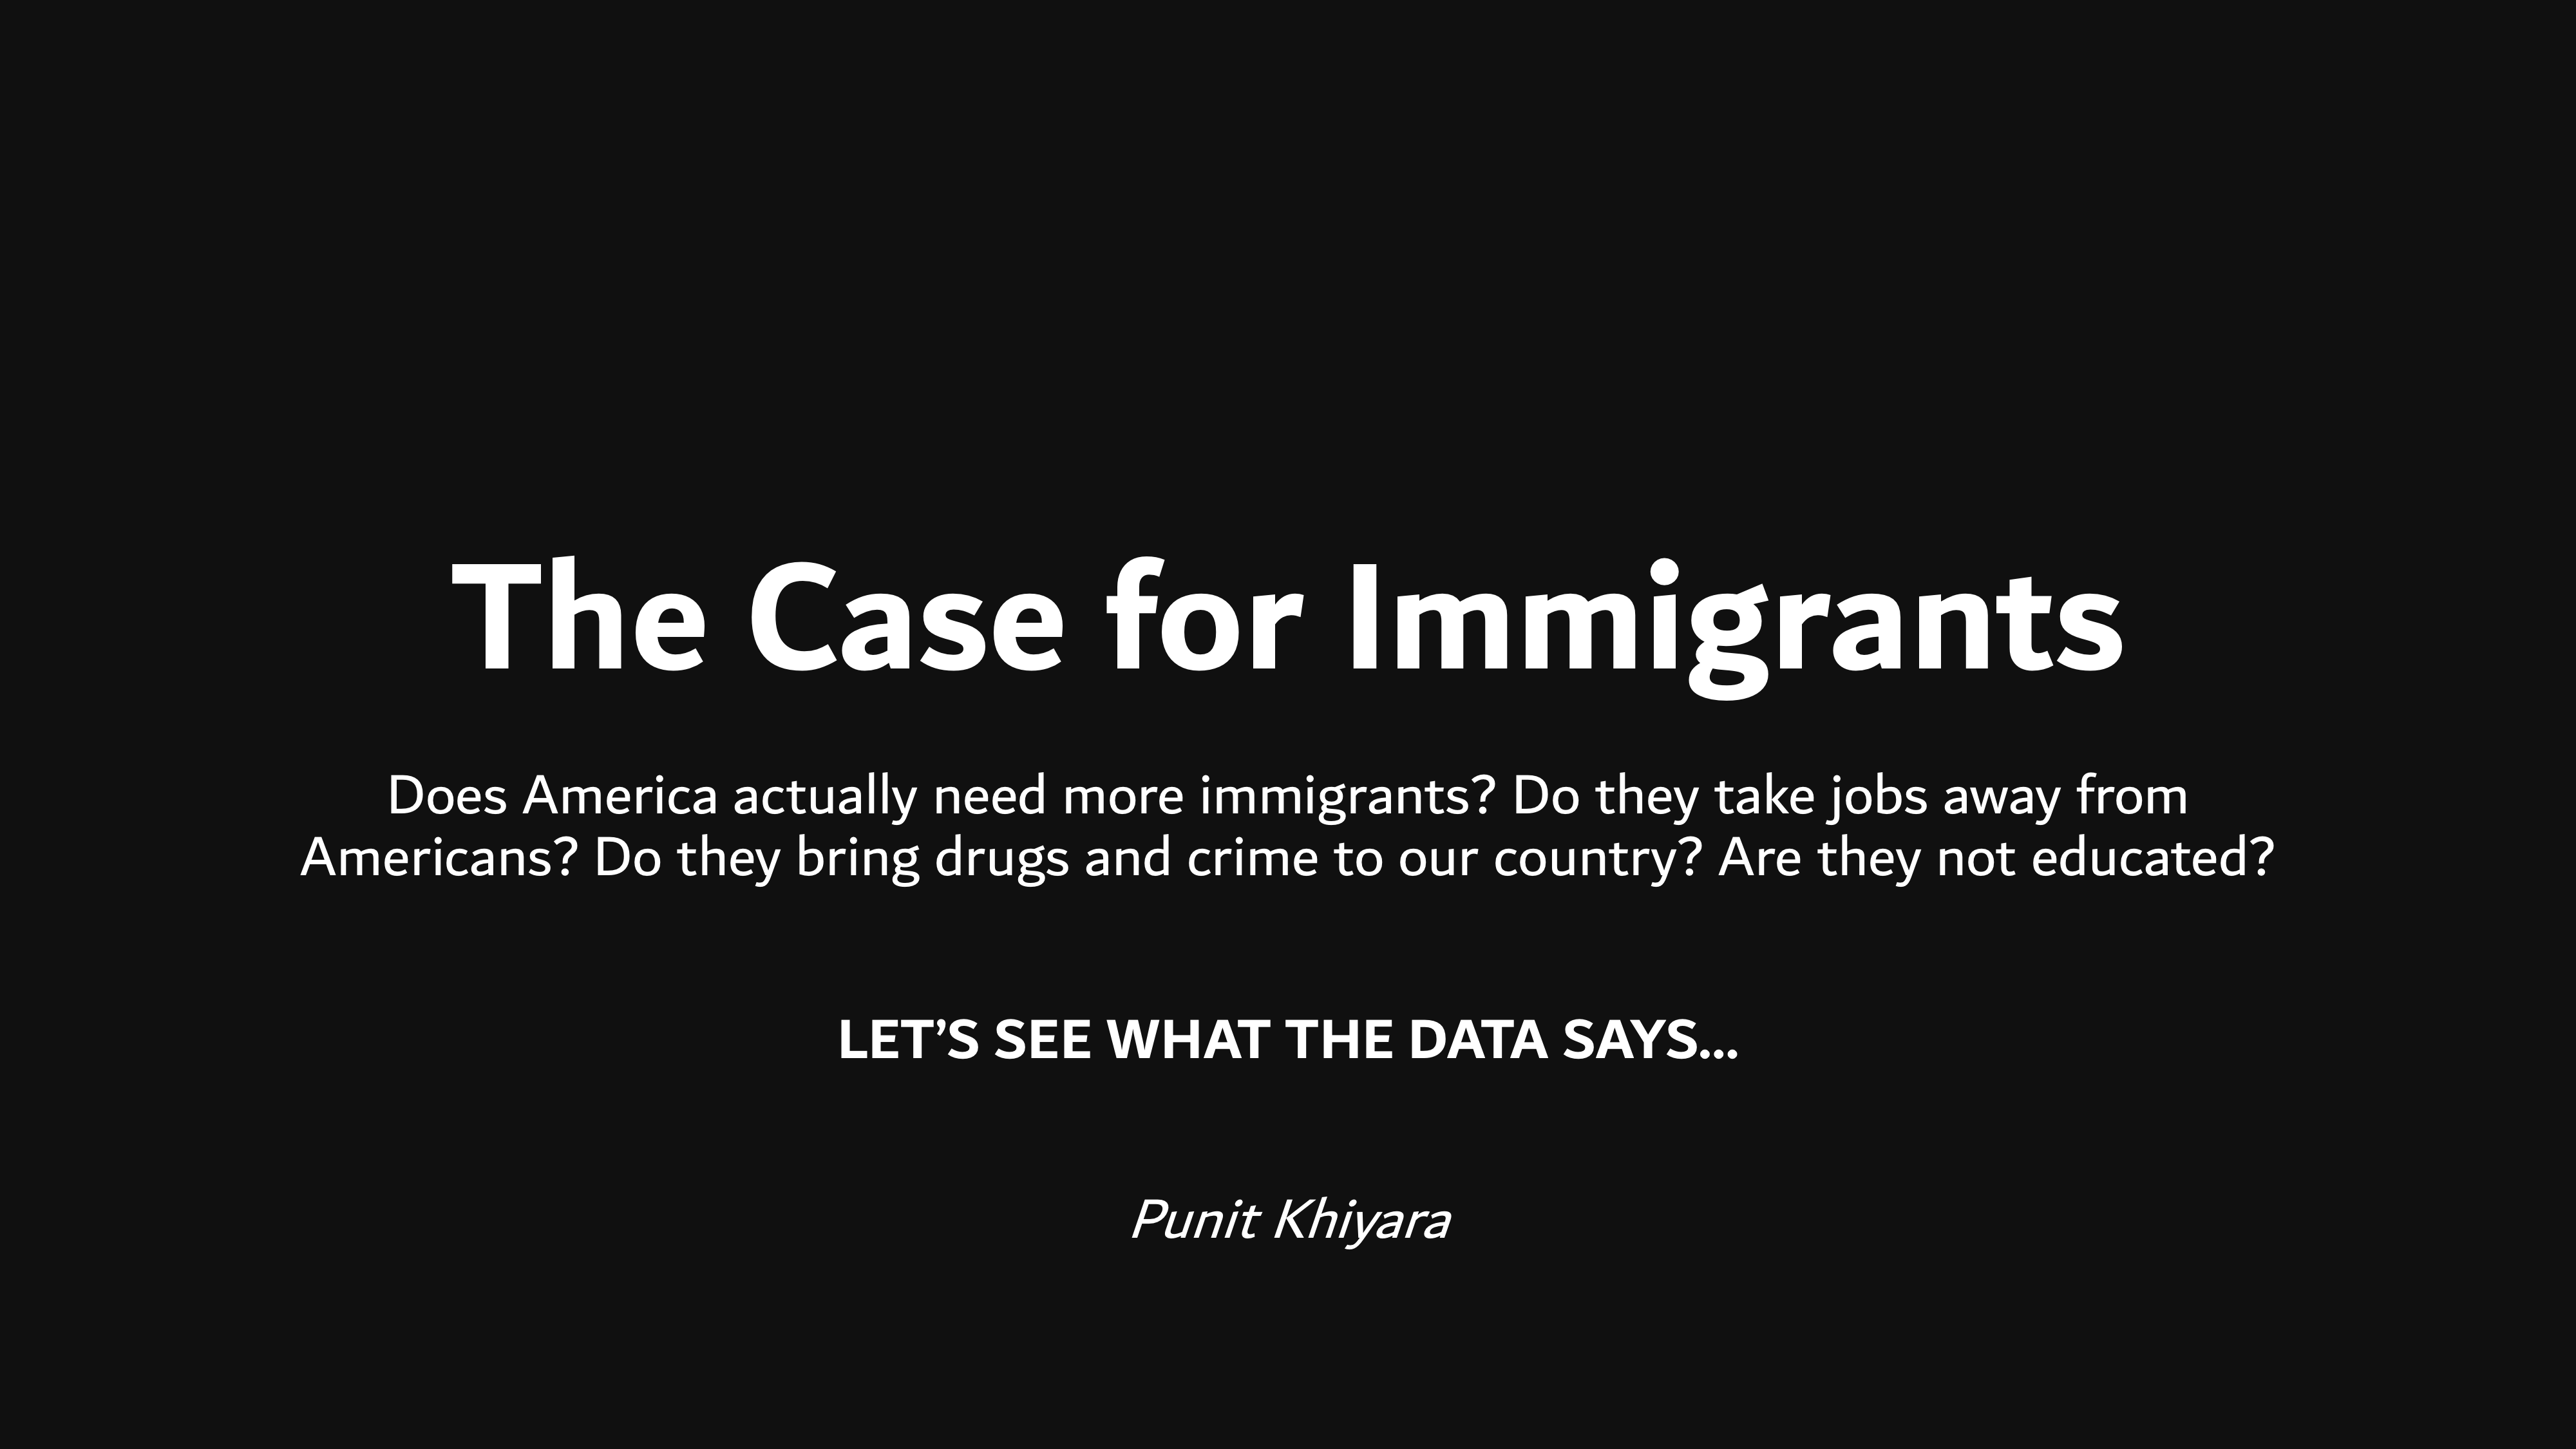 The Case for Immigrants
Does America actually need more immigrants? Do they take jobs away from
Americans? Do they bring drugs and crime to our country? Are they not educated?
LET’S SEE WHAT THE DATA SAYS...
Punit Khiyara